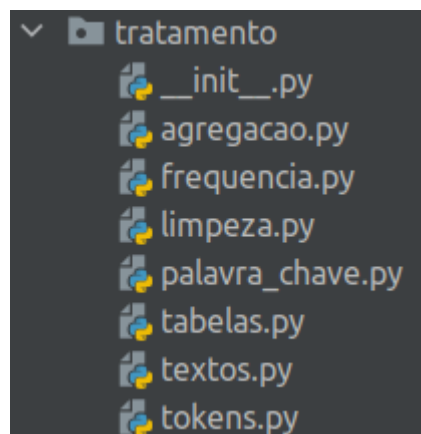 tratamento
__init__.py
agregacao.py
frequencia.py
limpeza.py
palavra_chave.py
tabelas.py
textos.py
tokens.py